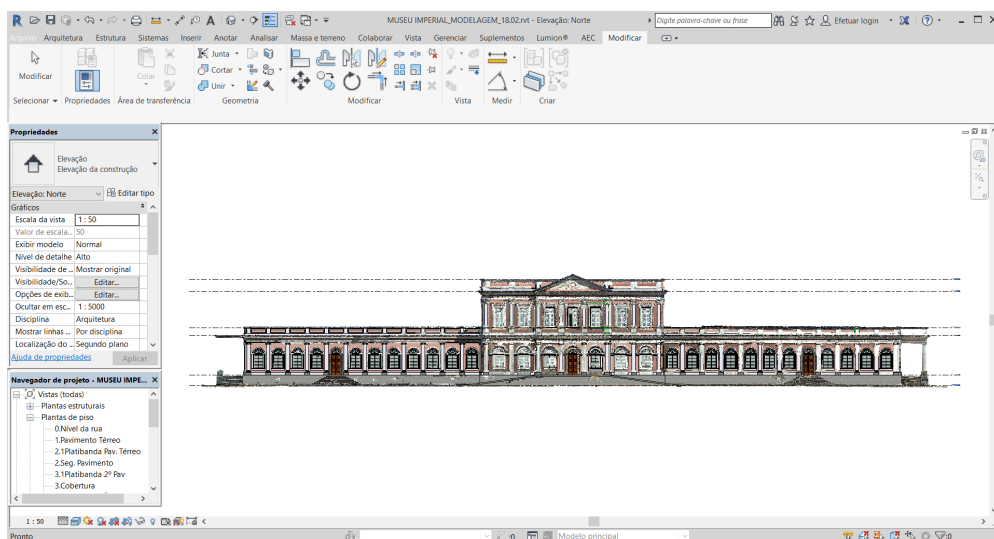 MUSEU IMPERIAL_MODELAGEM_18.02.rvt - Elevação: Norte
Digite palavra-chave ou frase
Efetuar login
Arquivo Arquitetura Estrutura Sistemas Inserir Anotar Analisar Massa e terreno Colaborar Vista Gerenciar Suplementos Lumion® AEC Modificar
Modificar
Colar
Junta
Cortar
Unir
Selecionar Propriedades Área de transferência Geometria Modificar Vista Medir Criar
Propriedades
Elevação
Elevação da construção
Elevação: Norte Editar tipo
Gráficos
Escala da vista 1 : 50
Valor de escala... 50
Exibir modelo Normal
Nível de detalhe Alto
Visibilidade de ... Mostrar original
Visibilidade/So... Editar...
Opções de exib... Editar...
Ocultar em esc... 1 : 5000
Disciplina Arquitetura
Mostrar linhas ... Por disciplina
Localização do ... Segundo plano
Ajuda de propriedades Aplicar
Navegador de projeto - MUSEU IMPE...
Vistas (todas)
Plantas estruturais
Plantas de piso
0.Nível da rua
1.Pavimento Térreo
2.1Platibanda Pav. Térreo
2.Seg. Pavimento
3.1Platibanda 2º Pav
3.Cobertura
1 : 50
Pronto
:0
Modelo principal
:0